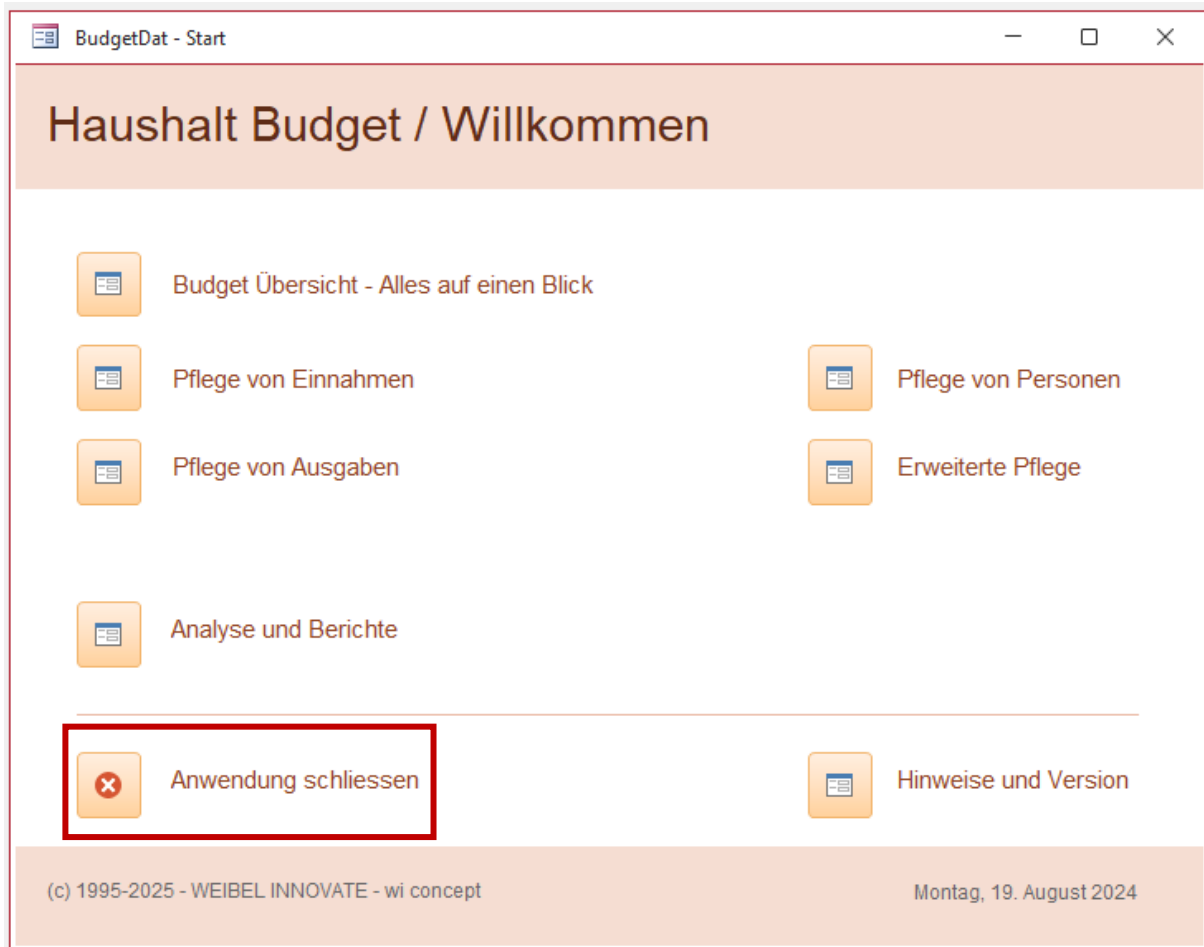 BudgetDat - Start
Haushalt Budget / Willkommen
Budget Übersicht - Alles auf einen Blick
Pflege von Einnahmen
Pflege von Personen
Pflege von Ausgaben
Erweiterte Pflege
Analyse und Berichte
Anwendung schliessen
Hinweise und Version
(c) 1995-2025 - WEIBEL INNOVATE - wi concept
Montag, 19. August 2024